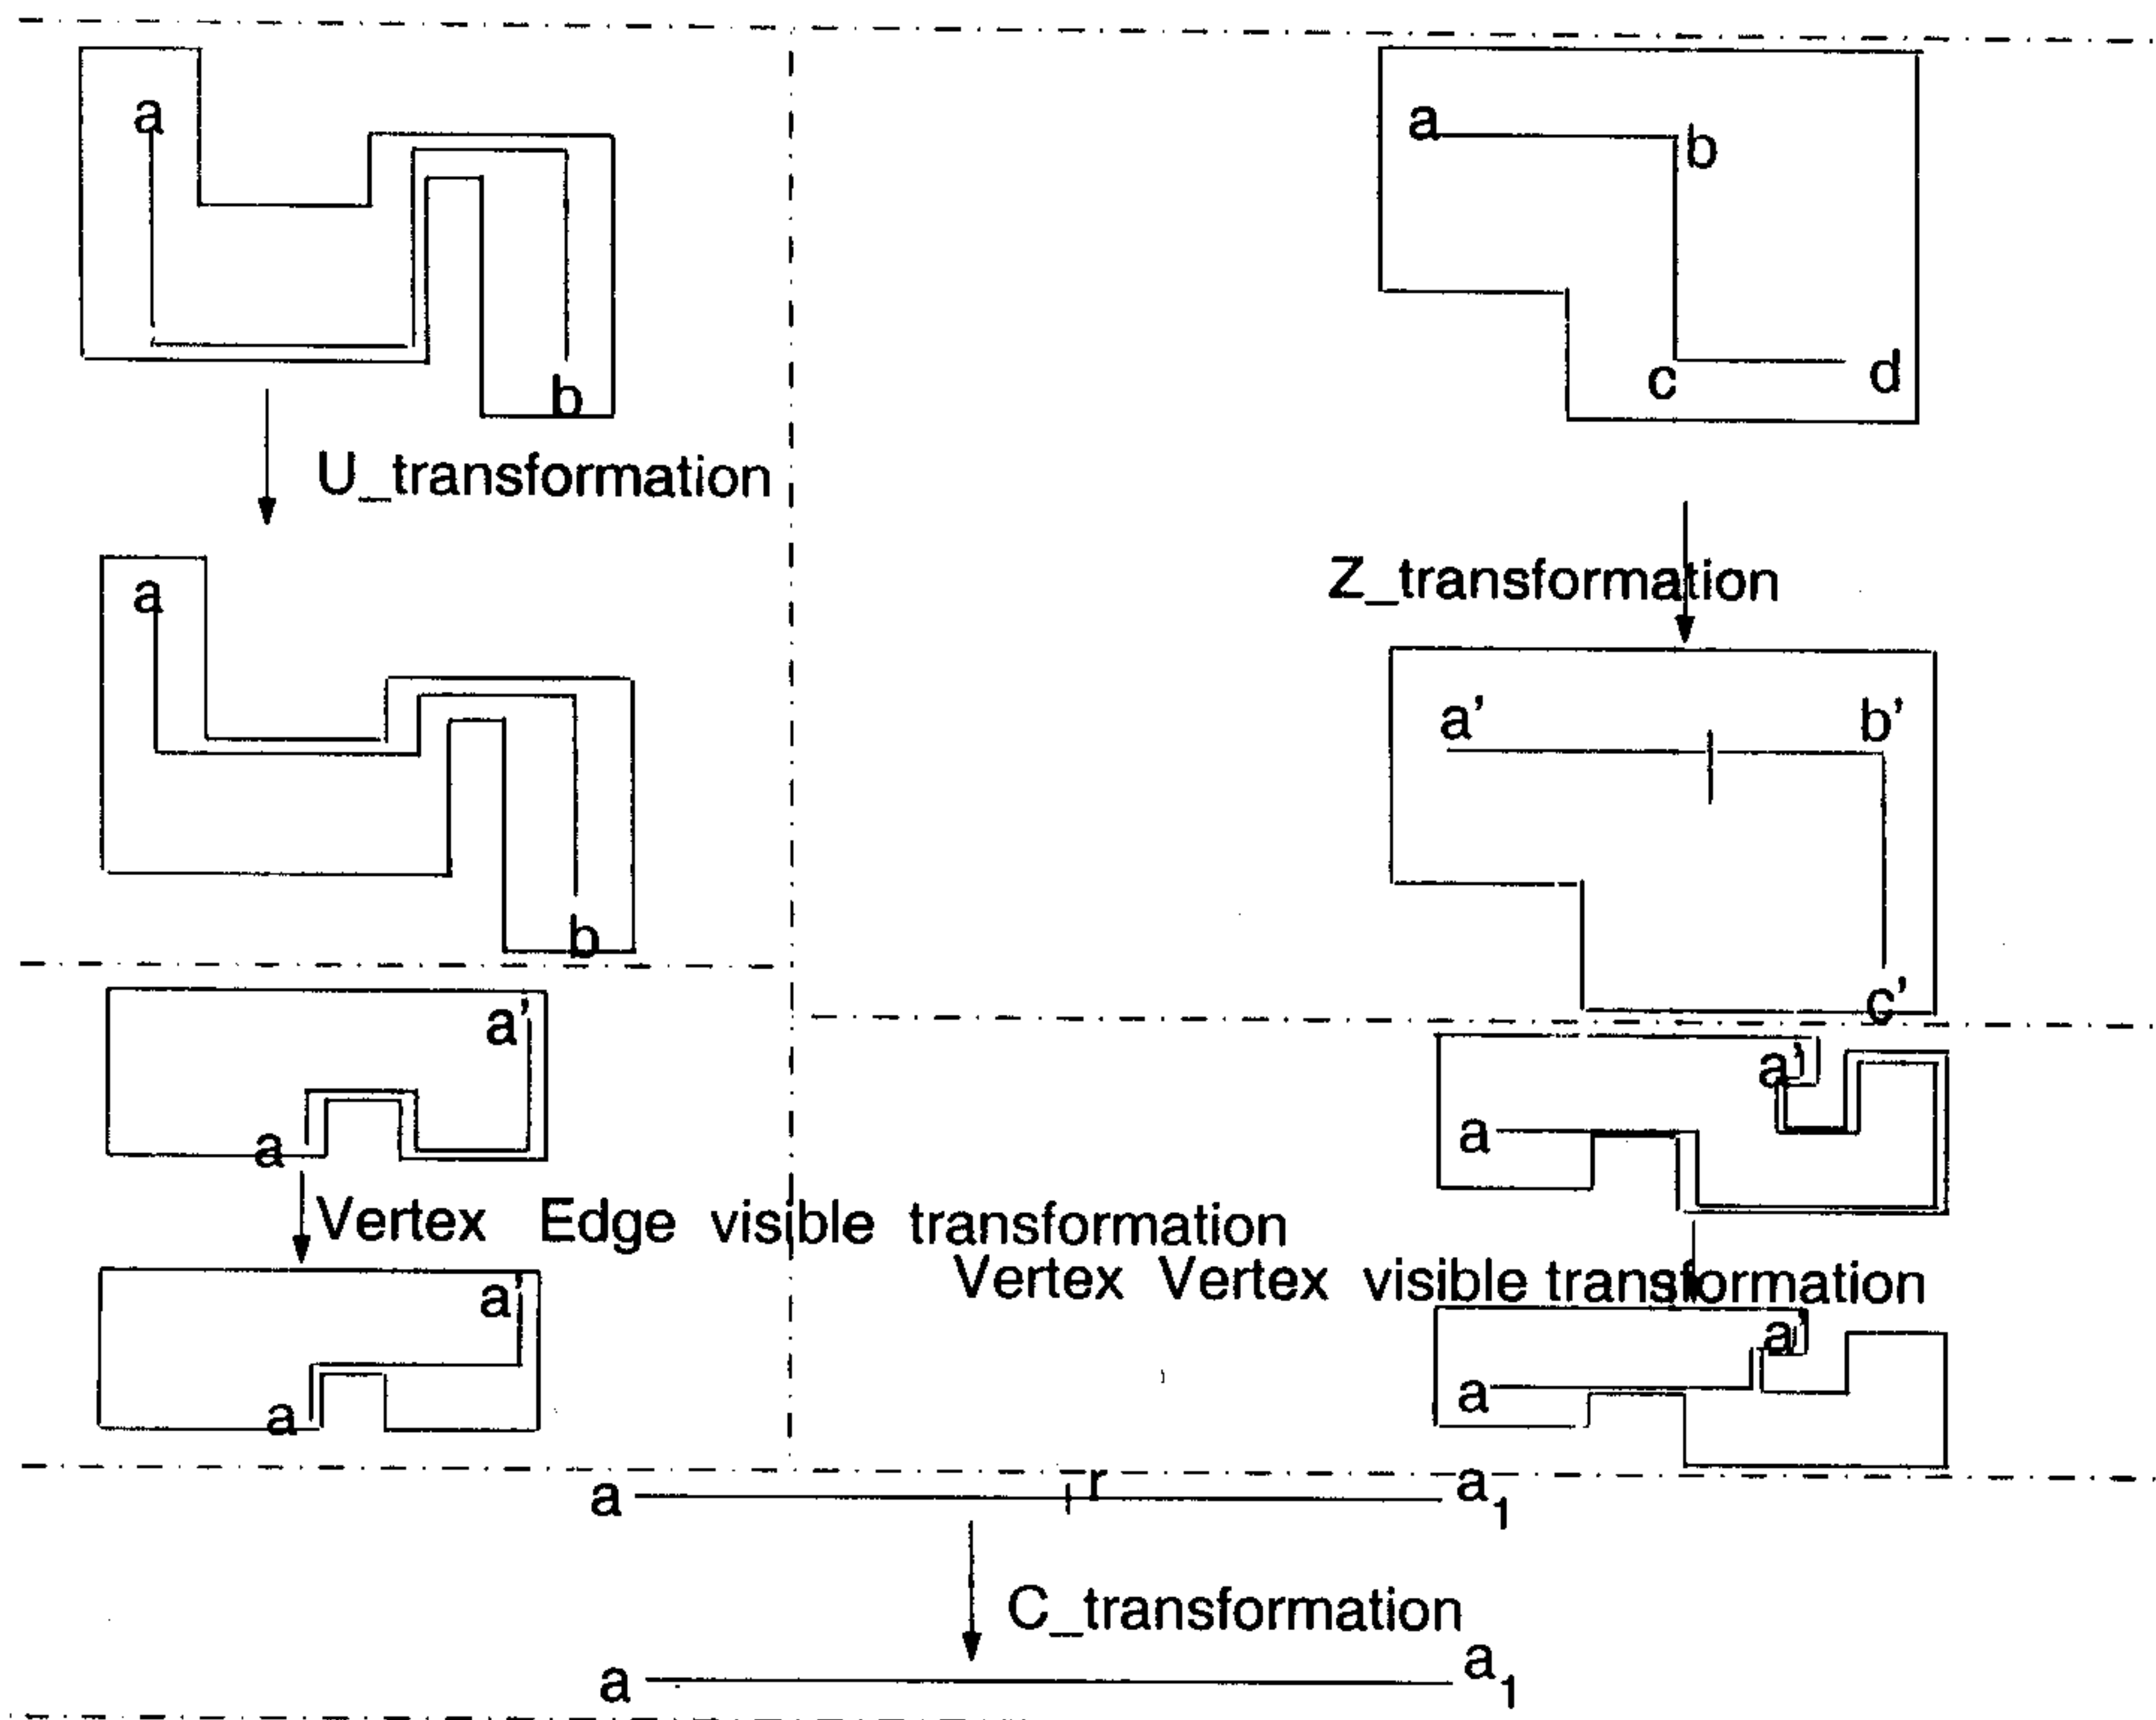 a
b
U_transformation
a
b
a
b
c
d
Z_transformation
a’
b’
c’
a’
a
Vertex Edge visible transformation
a’
a
a’
a
Vertex Vertex visible transformation
a’
a
a r a1
C_transformation
a a1